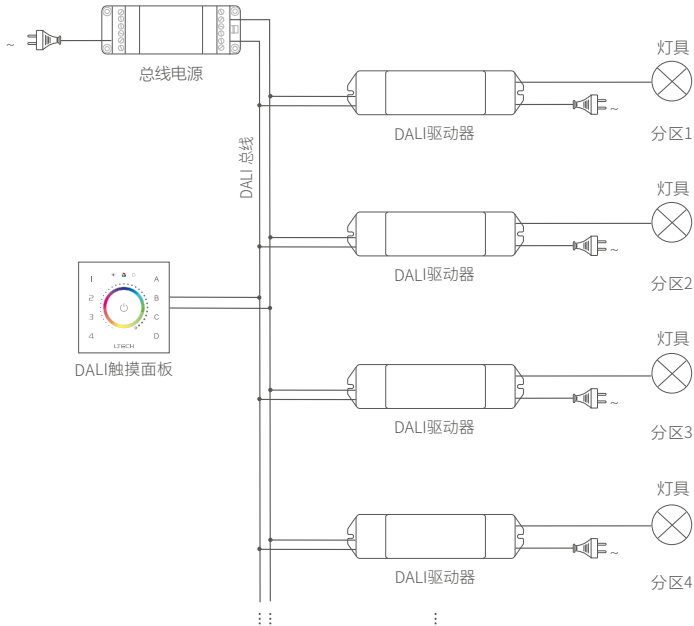 ~
总线电源
DALI 总线
灯具
DALI驱动器
~
分区1
灯具
DALI驱动器
~
分区2
1
A
2
B
3
C
4
D
LTECH
DALI触摸面板
灯具
DALI驱动器
~
分区3
灯具
DALI驱动器
~
分区4